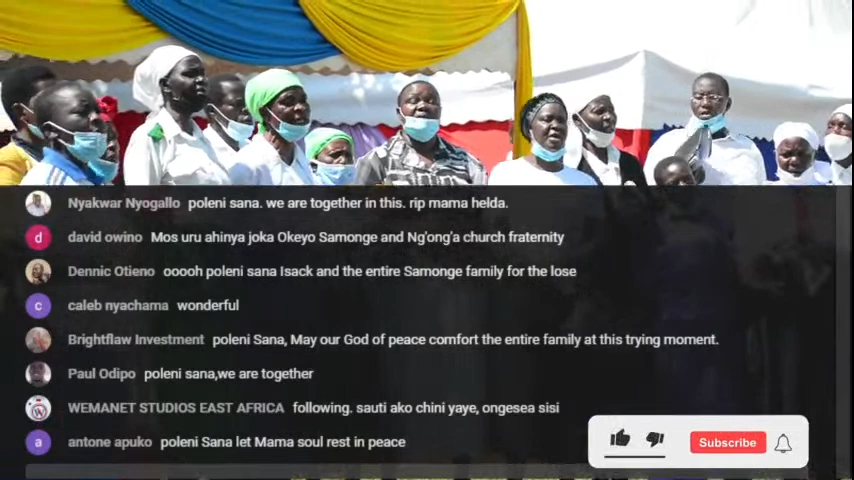 Nyakwar Nyogallo poleni sana. we are together in this. rip mama helda.
d david owino Mos uru ahinya joka Okeyo Samonge and Ng'ong'a church fraternity
Dennic Otieno ooooh poleni sana Isack and the entire Samonge family for the lose
c caleb nyachama wonderful
Brightflaw Investment poleni Sana, May our God of peace comfort the entire family at this trying moment.
Paul Odipo poleni sana,we are together
WEMANET STUDIOS EAST AFRICA following. sauti ako chini yaye, ongesea sisi
a antone apuko poleni Sana let Mama soul rest in peace
Subscribe